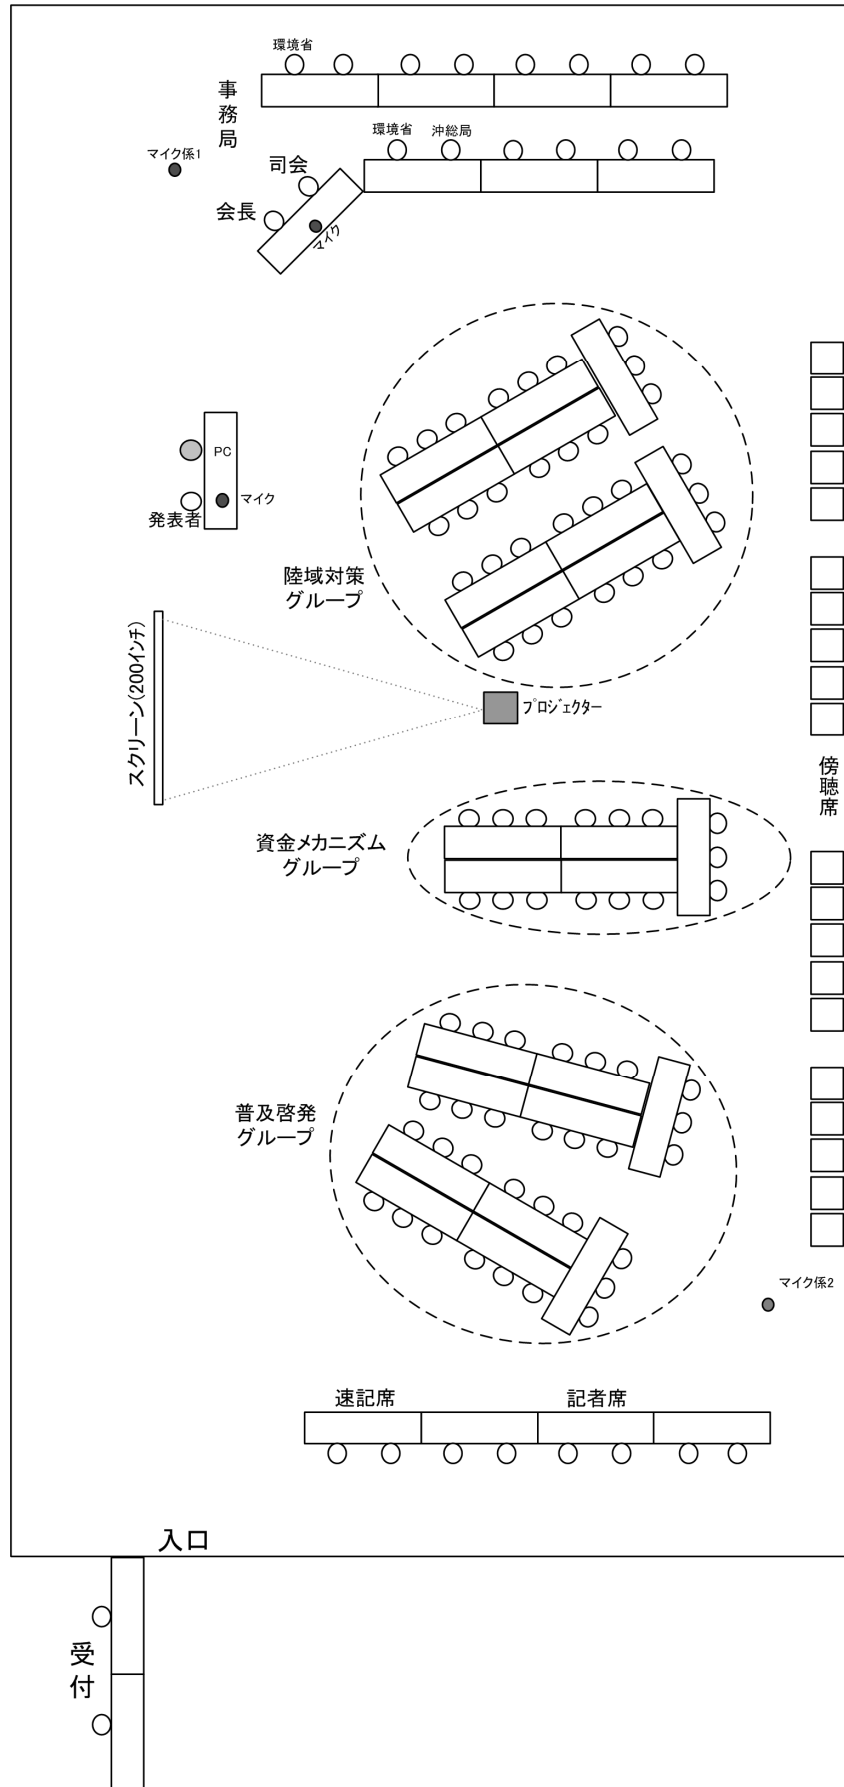 環境省
事務局
環境省
沖総局
マイク係1
司会
会長
マイク
PC
マイク
発表者
陸域対策
グループ
スクリーン(200インチ)
プロジェクター
傍聴席
資金メカニズム
グループ
普及啓発
グループ
マイク係2
速記席
記者席
入口
受付